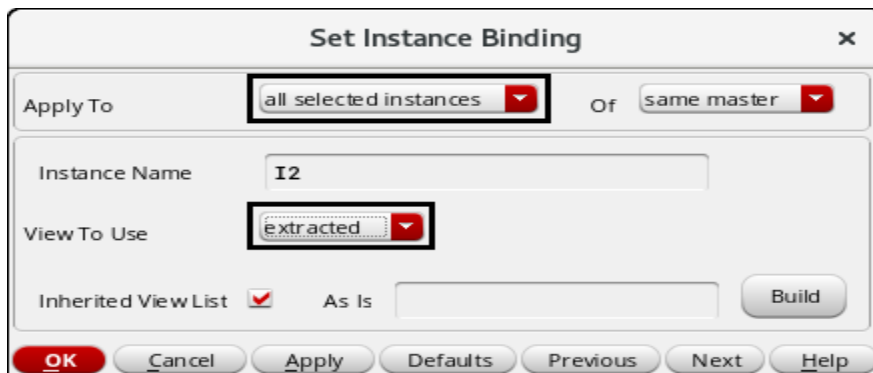 Set Instance Binding ×
Apply To all selected instances Of same master
Instance Name I2
View To Use extracted
Inherited View List As Is Build
OK Cancel Apply Defaults Previous Next Help